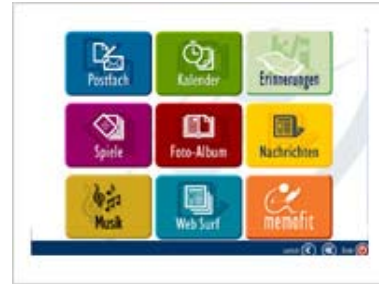 Postfach
Kalender
Erinnerungen
Spiele
Foto-Album
Nachrichten
Musik
Web Surf
memofit